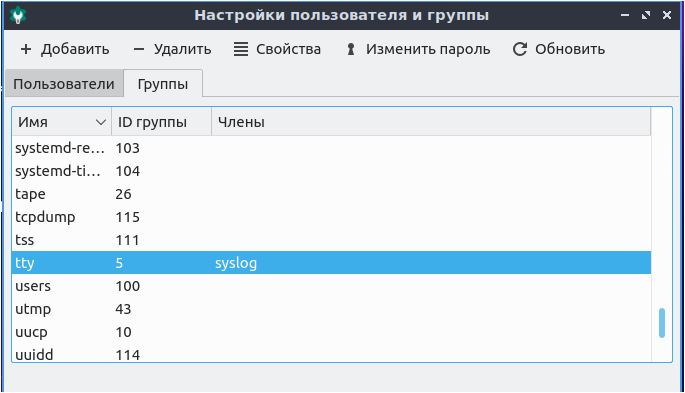 Настройки пользователя и группы
Добавить Удалить Свойства Изменить пароль Обновить
Пользователи Группы
Имя ID группы Члены
systemd-re... 103
systemd-ti... 104
tape 26
tcpdump 115
tss 111
tty 5 syslog
users 100
utmp 43
uucp 10
uuidd 114